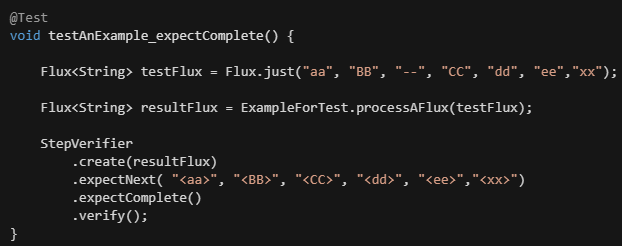 @Test
void testAnExample_expectComplete() {
Flux<String> testFlux = Flux.just("aa", "BB", "--", "CC", "dd", "ee","xx");
Flux<String> resultFlux = ExampleForTest.processAFlux(testFlux);
StepVerifier
.create(resultFlux)
.expectNext( "<aa>", "<BB>", "<CC>", "<dd>", "<ee>","<xx>")
.expectComplete()
.verify();
}